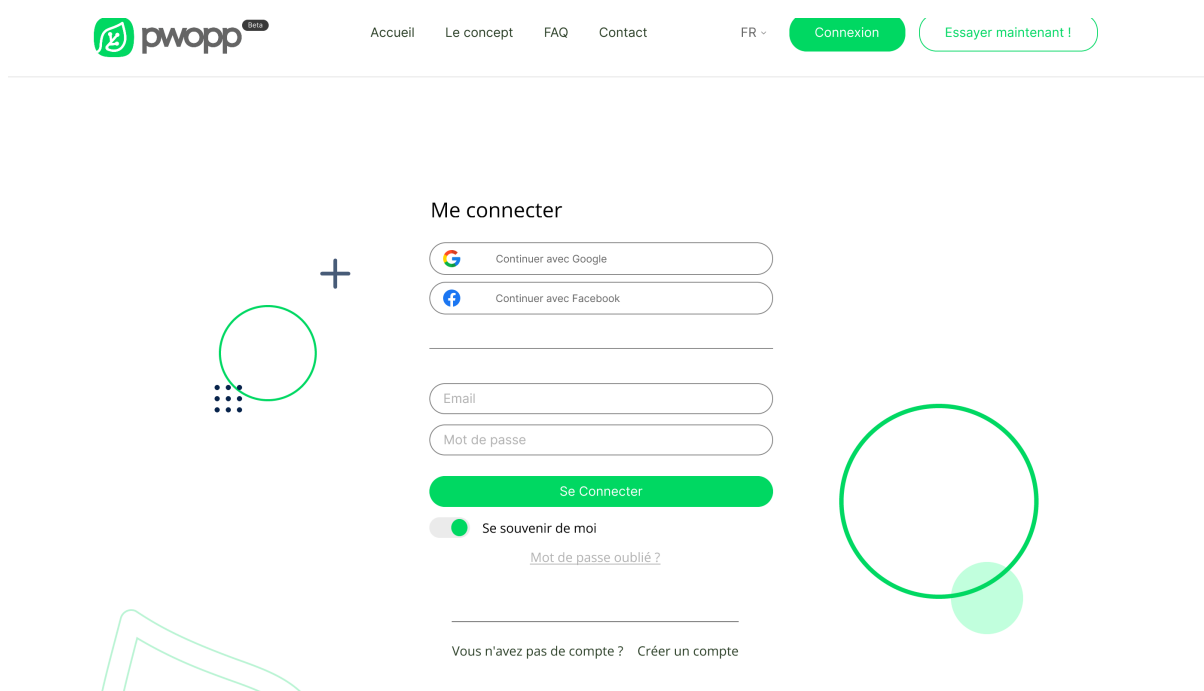 pwopp Beta
Accueil Le concept FAQ Contact FR Connexion Essayer maintenant !
Me connecter
Continuer avec Google
Continuer avec Facebook
Email
Mot de passe
Se Connecter
Se souvenir de moi
Mot de passe oublié ?
Vous n'avez pas de compte ? Créer un compte